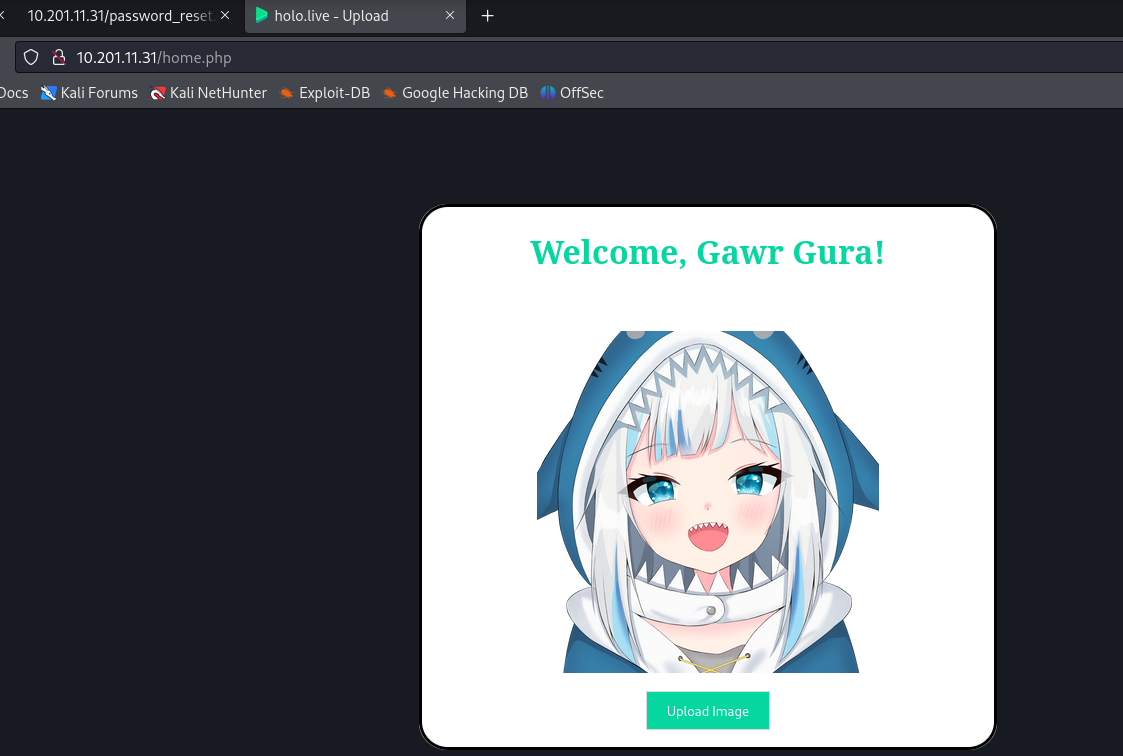 10.201.11.31/password_reset. holo.live - Upload
10.201.11.31/home.php
Docs Kali Forums Kali NetHunter Exploit-DB Google Hacking DB OffSec
Welcome, Gawr Gura!
Upload Image